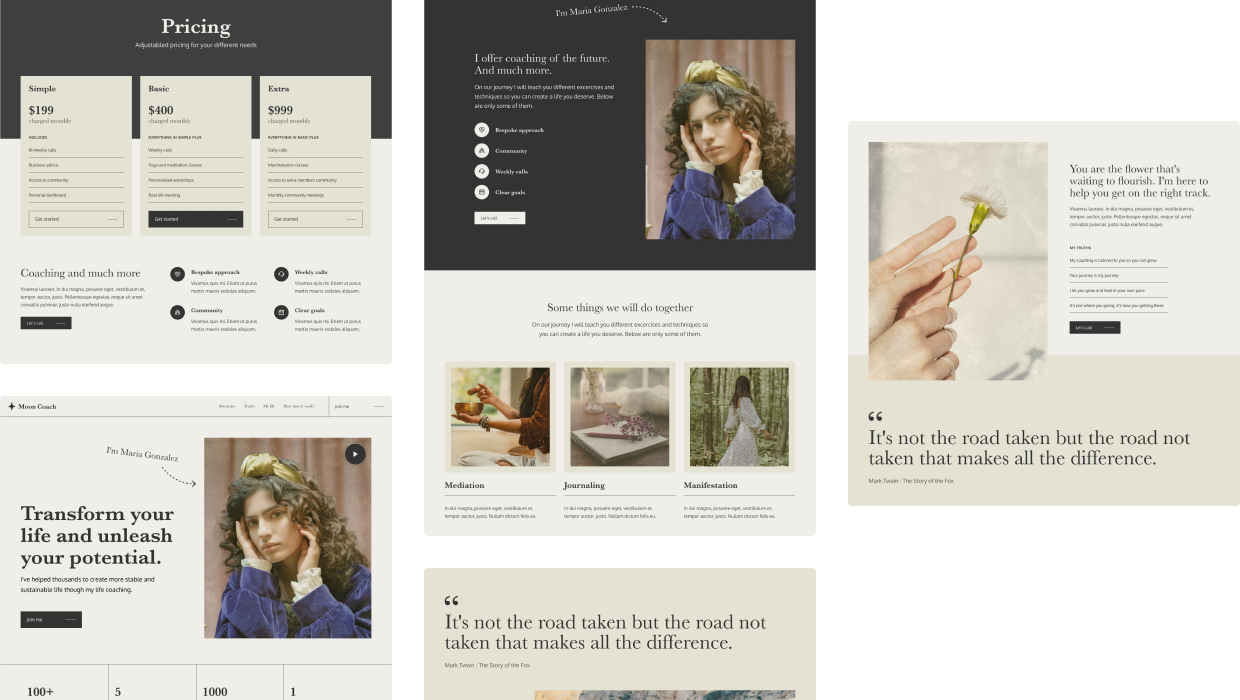 Pricing
Adjustabled pricing for your different needs
Simple
$199
charged monthly
INCLUDES
Bi-weekly calls
Business advice
Access to community
Personal dashboard
Get started
Basic
$400
charged monthly
EVERYTHING IN SIMPLE PLUS
Weekly calls
Yoga and meditation classes
Personalized workshops
Real life meeting
Get started
Extra
$999
charged monthly
EVERYTHING IN BASIC PLUS
Daily calls
Manifestation classes
Access to extra members community
Monthly community meetings
Get started
Coaching and much more
Vivamus laoreet. In dui magna, posuere eget, vestibulum et,
tempor auctor, justo. Pellentesque egestas, neque sit amet
convallis pulvinar, justo nulla eleifend augue.
Let's call
Bespoke approach
Vivamus quis mi. Etiam ut purus
mattis mauris sodales aliquam.
Weekly calls
Vivamus quis mi. Etiam ut purus
mattis mauris sodales aliquam.
Community
Vivamus quis mi. Etiam ut purus
mattis mauris sodales aliquam.
Clear goals
Vivamus quis mi. Etiam ut purus
mattis mauris sodales aliquam.
Moon Coach
About me
Truths
My life
How does it work?
Join me
I'm Maria Gonzalez
Transform your
life and unleash
your potential.
I've helped thousands to create more stable and
sustainable life though my life coaching.
Join me
100+
5
1000
1
I'm Maria Gonzalez
I offer coaching of the future.
And much more.
On our journey I will teach you different excercises and
techniques so you can create a life you deserve. Below
are only some of them.
Bespoke approach
Community
Weekly calls
Clear goals
Let's call
Some things we will do together
On our journey I will teach you different excercises and techniques so
you can create a life you deserve. Below are only some of them.
Mediation
In dui magna, posuere eget, vestibulum et,
tempor auctor, justo. Nullam dictum felis eu.
Journaling
In dui magna, posuere eget, vestibulum et,
tempor auctor, justo. Nullam dictum felis eu.
Manifestation
In dui magna, posuere eget, vestibulum et,
tempor auctor, justo. Nullam dictum felis eu.
“
It's not the road taken but the road not
taken that makes all the difference.
Mark Twain : The Story of the Fox
You are the flower that's
waiting to flourish. I'm here to
help you get on the right track.
Vivamus laoreet. In dui magna, posuere eget, vestibulum et,
tempor auctor, justo. Pellentesque egestas, neque sit amet
convallis pulvinar, justo nulla eleifend augue.
MY TRUTHS
My coaching is tailored to you so you can grow
Your journey is my journey
I let you grow and heal in your own pace
It's not where you going, it's how you getting there
Let's call
“
It's not the road taken but the road not
taken that makes all the difference.
Mark Twain : The Story of the Fox